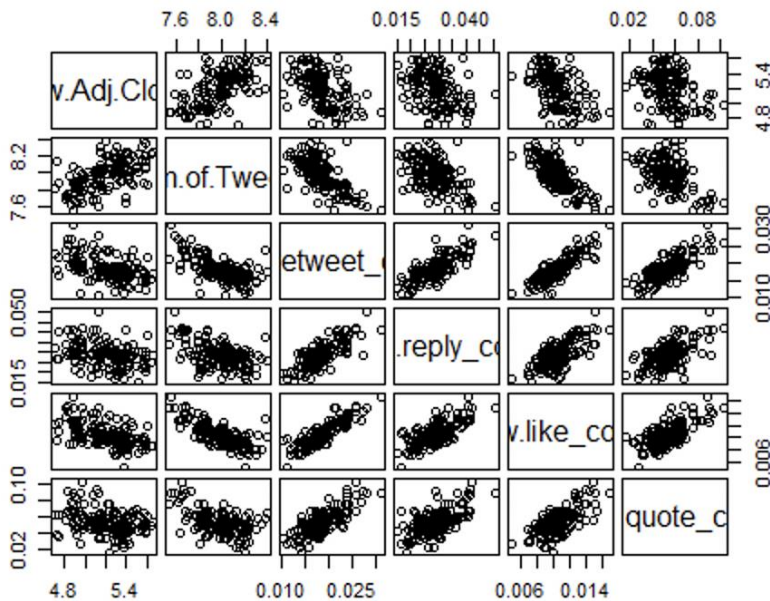 7.6 8.0 8.4 0.015 0.040 0.02 0.08
w.Adj.Clo 4.8 5.4
7.6 8.2 n.of.Twe
etweet_c 0.010 0.030
0.015 0.050 .reply_co
w.like_co 0.006
0.02 0.10 quote_c
4.8 5.4 0.010 0.025 0.006 0.014